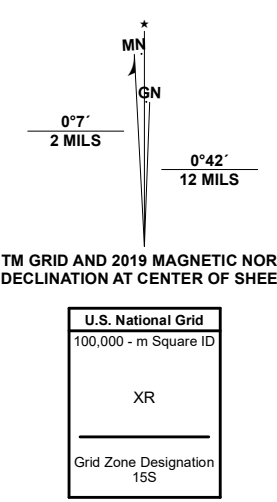 MN
GN
0°7´
2 MILS
0°42´
12 MILS
TM GRID AND 2019 MAGNETIC NOR
DECLINATION AT CENTER OF SHEE
U.S. National Grid
100,000 - m Square ID
XR
Grid Zone Designation
15S